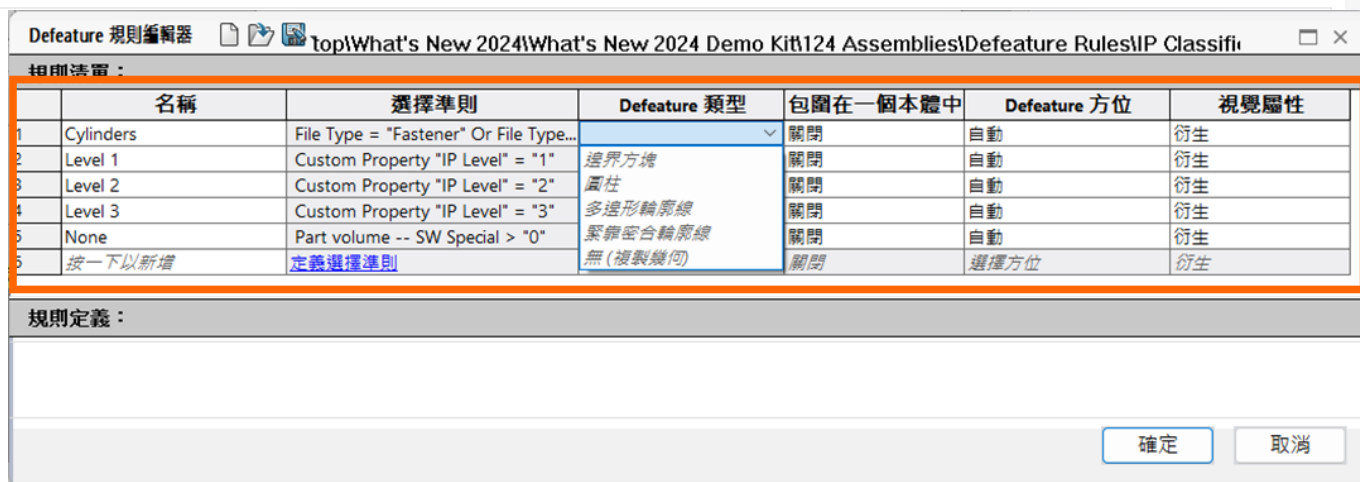 Defeature 規則編輯器 top\What's New 2024\What's New 2024 Demo Kit\124 Assemblies\Defeature Rules\IP Classifi
規則清單：
名稱 選擇準則 Defeature 類型 包圍在一個本體中 Defeature 方位 視覺屬性
1 Cylinders File Type = "Fastener" Or File Type... 關閉 自動 衍生
2 Level 1 Custom Property "IP Level" = "1" 邊界方塊 關閉 自動 衍生
3 Level 2 Custom Property "IP Level" = "2" 圓柱 關閉 自動 衍生
4 Level 3 Custom Property "IP Level" = "3" 多邊形輪廓線 關閉 自動 衍生
5 None Part volume -- SW Special > "0" 緊靠密合輪廓線 關閉 自動 衍生
6 按一下以新增 定義選擇準則 無 (複製幾何) 關閉 選擇方位 衍生
規則定義：
確定 取消